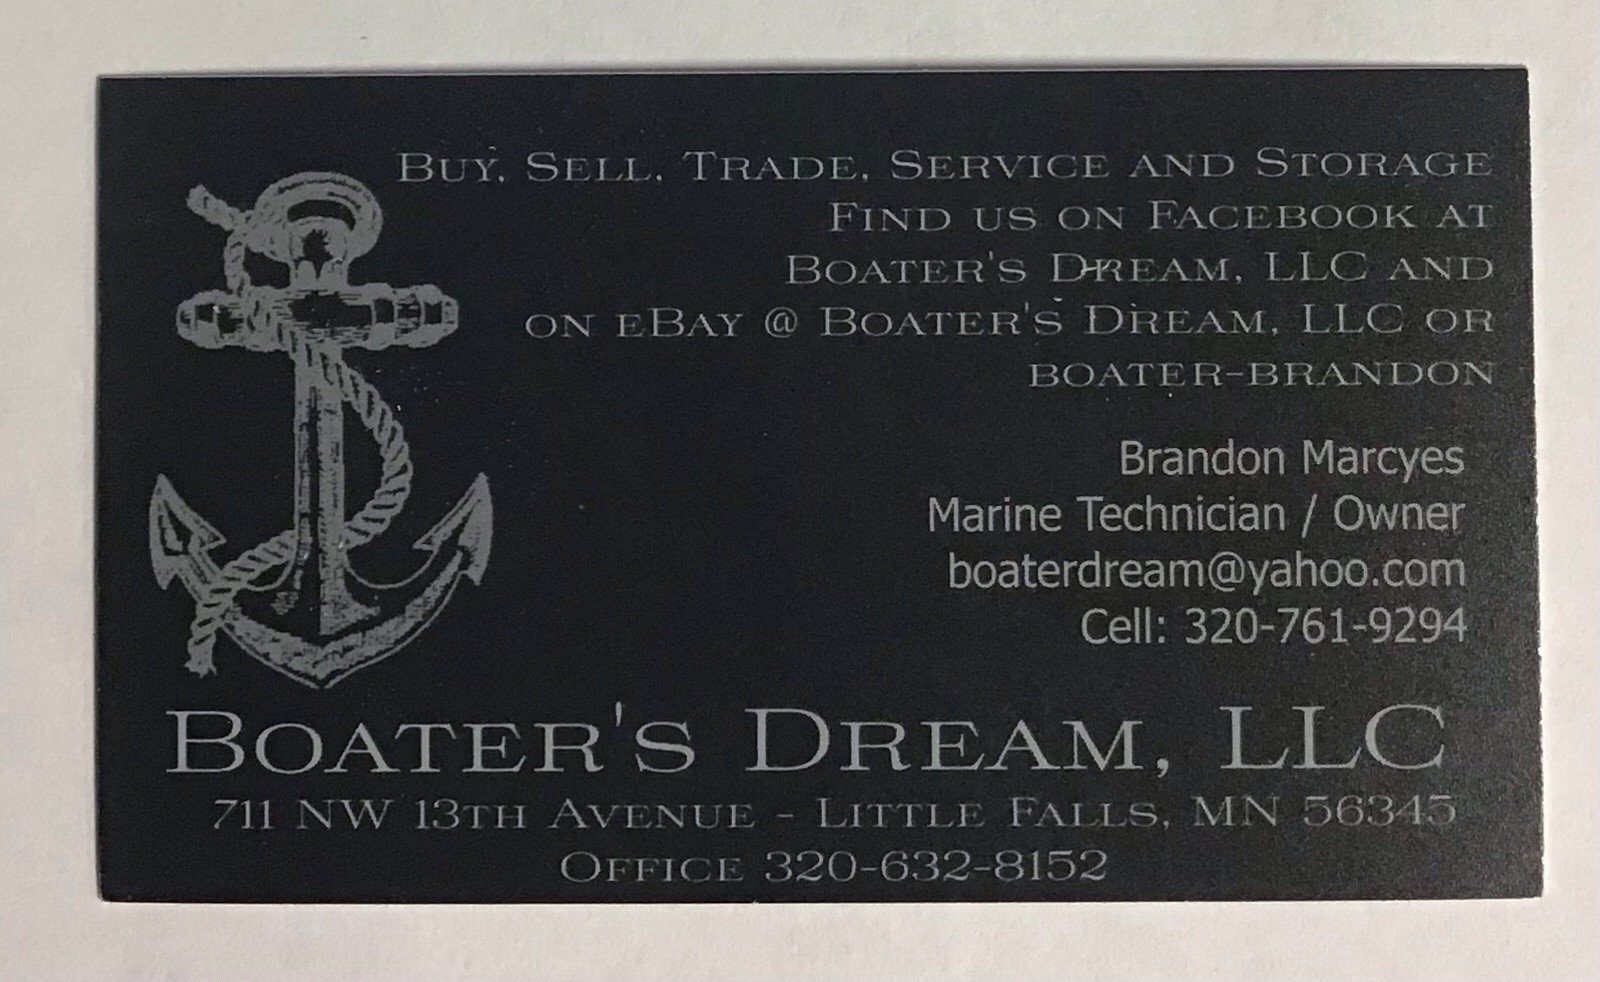 Buy, Sell, Trade, Service and Storage
Find us on Facebook at
Boater's Dream, LLC and
on eBay @ Boater's Dream, LLC or
boater-brandon
Brandon Marcyes
Marine Technician / Owner
boaterdream@yahoo.com
Cell: 320-761-9294
Boater's Dream, LLC
711 NW 13th Avenue - Little Falls, MN 56345
Office 320-632-8152